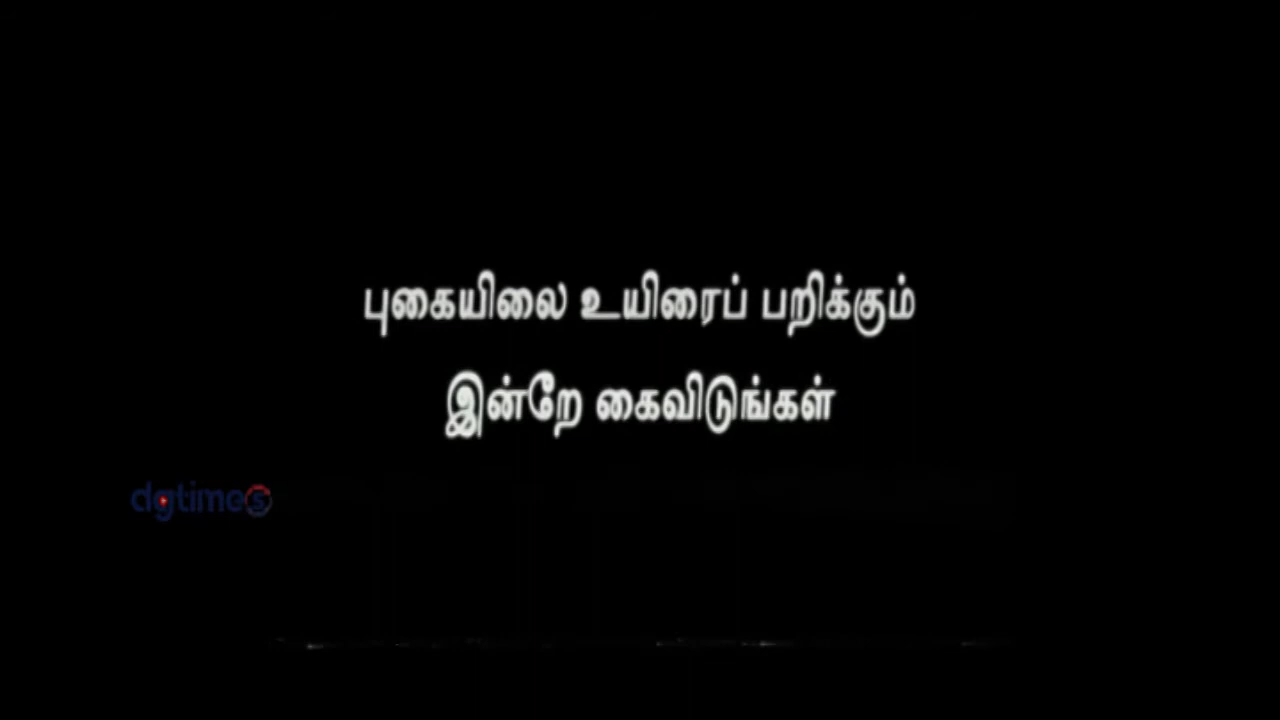 புகையிலை உயிரைப் பறிக்கும்
இன்றே கைவிடுங்கள்
dgtimes